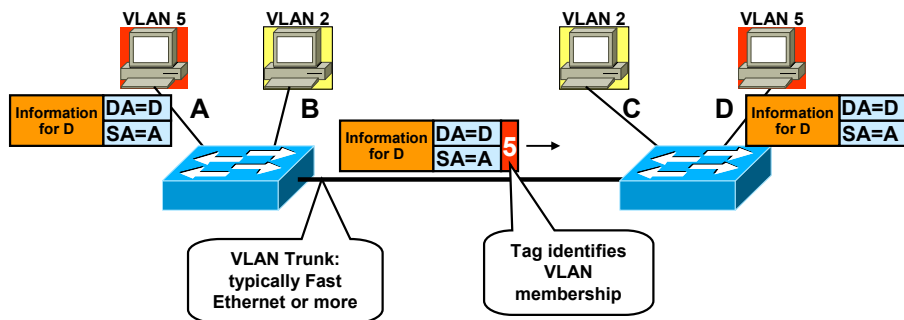 VLAN 5
VLAN 2
VLAN 2
VLAN 5
A
B
C
D
Information
for D
DA=D
SA=A
Information
for D
DA=D
SA=A
5
Information
for D
DA=D
SA=A
VLAN Trunk:
typically Fast
Ethernet or more
Tag identifies
VLAN
membership